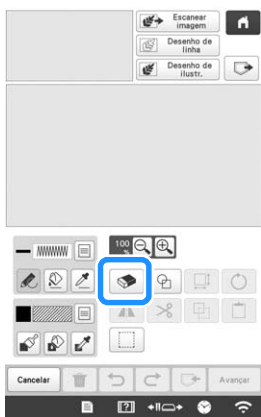 Escanear
imagem
Desenho de
linha
Desenho de
ilustr.
100
%
Cancelar
Avançar